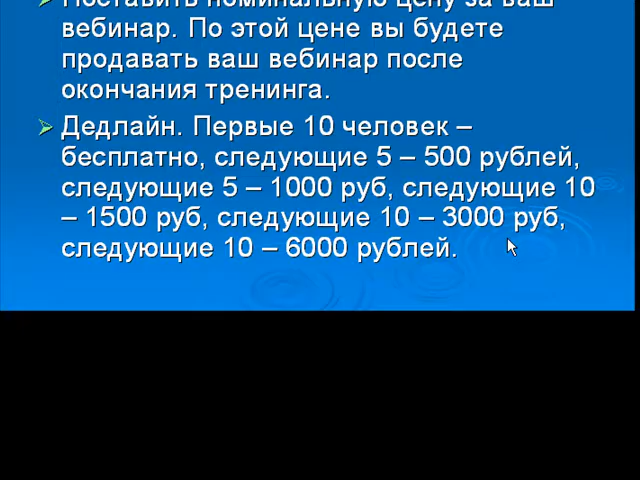 Поставить номинальную цену за ваш
вебинар. По этой цене вы будете
продавать ваш вебинар после
окончания тренинга.
Дедлайн. Первые 10 человек –
бесплатно, следующие 5 – 500 рублей,
следующие 5 – 1000 руб, следующие 10
– 1500 руб, следующие 10 – 3000 руб,
следующие 10 – 6000 рублей.